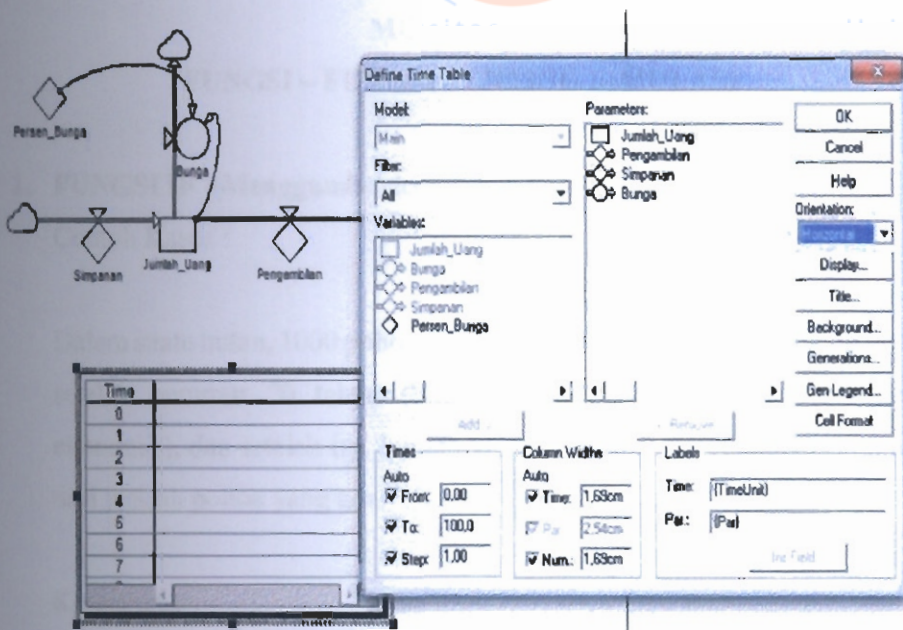 Persen_Bunga
Bunga
Simpanan
Jumlah_Uang
Pengambilan
Time
0
1
2
3
4
5
6
7
Define Time Table
Model:
Main
Filter:
All
Variables:
Jumlah_Uang
Bunga
Pengambilan
Simpanan
Persen_Bunga
Parameters:
Jumlah_Uang
Pengambilan
Simpanan
Bunga
OK
Cancel
Help
Orientation:
Horizontal
Display...
Title...
Background...
Generations...
Gen Legend...
Cell Format
Times
Auto
From: 0,00
To: 100,0
Step: 1,00
Column Widths
Auto
Time: 1,69cm
Par 2,54cm
Num.: 1,69cm
Labels
Time: {TimeUnit}
Par.: {Par}
Ins Field